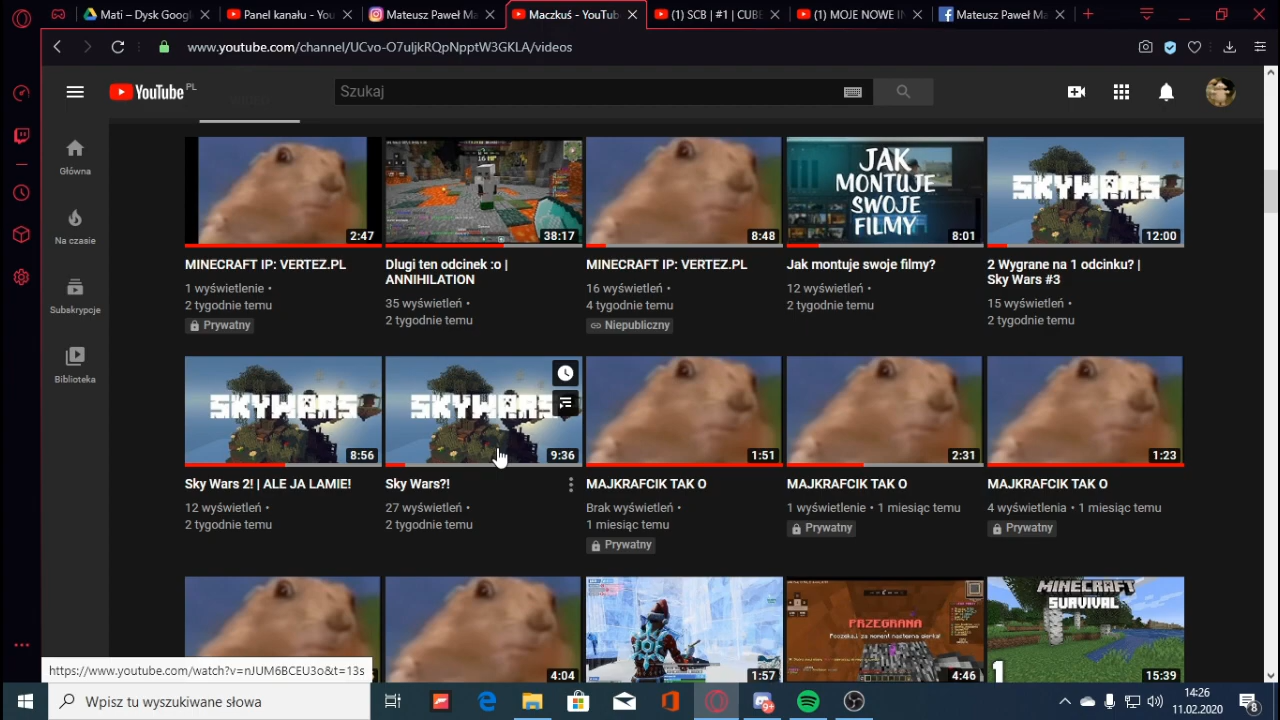 Mati – Dysk Googl
Panel kanału - You
Mateusz Paweł Ma
Maczkuś - YouTub
(1) SCB | #1 | CUBE
(1) MOJE NOWE IN
Mateusz Paweł Ma
www.youtube.com/channel/UCvo-O7uljkRQpNpptW3GKLA/videos
YouTube PL
Szukaj
Główna
Na czasie
Subskrypcje
Biblioteka
2:47
16
38:17
8:48
JAK
MONTUJE
SWOJE
FILMY
8:01
SKYWARS
12:00
MINECRAFT IP: VERTEZ.PL
1 wyświetlenie •
2 tygodnie temu
Prywatny
Dlugi ten odcinek :o |
ANNIHILATION
35 wyświetleń •
2 tygodnie temu
MINECRAFT IP: VERTEZ.PL
16 wyświetleń •
4 tygodnie temu
Niepubliczny
Jak montuje swoje filmy?
12 wyświetleń •
2 tygodnie temu
2 Wygrane na 1 odcinku? |
Sky Wars #3
15 wyświetleń •
2 tygodnie temu
SKYWARS
8:56
SKYWARS
9:36
1:51
2:31
1:23
Sky Wars 2! | ALE JA LAMIE!
12 wyświetleń •
2 tygodnie temu
Sky Wars?!
27 wyświetleń •
2 tygodnie temu
MAJKRAFCIK TAK O
Brak wyświetleń •
1 miesiąc temu
Prywatny
MAJKRAFCIK TAK O
1 wyświetlenie • 1 miesiąc temu
Prywatny
MAJKRAFCIK TAK O
4 wyświetlenia • 1 miesiąc temu
Prywatny
4:04
1:57
PRZEGRANA
4:46
MINECRAFT
SURVIVAL
1
15:39
https://www.youtube.com/watch?v=nJUM6BCEU3o&t=13s
Wpisz tu wyszukiwane słowa
9+
14:26
11.02.2020
8